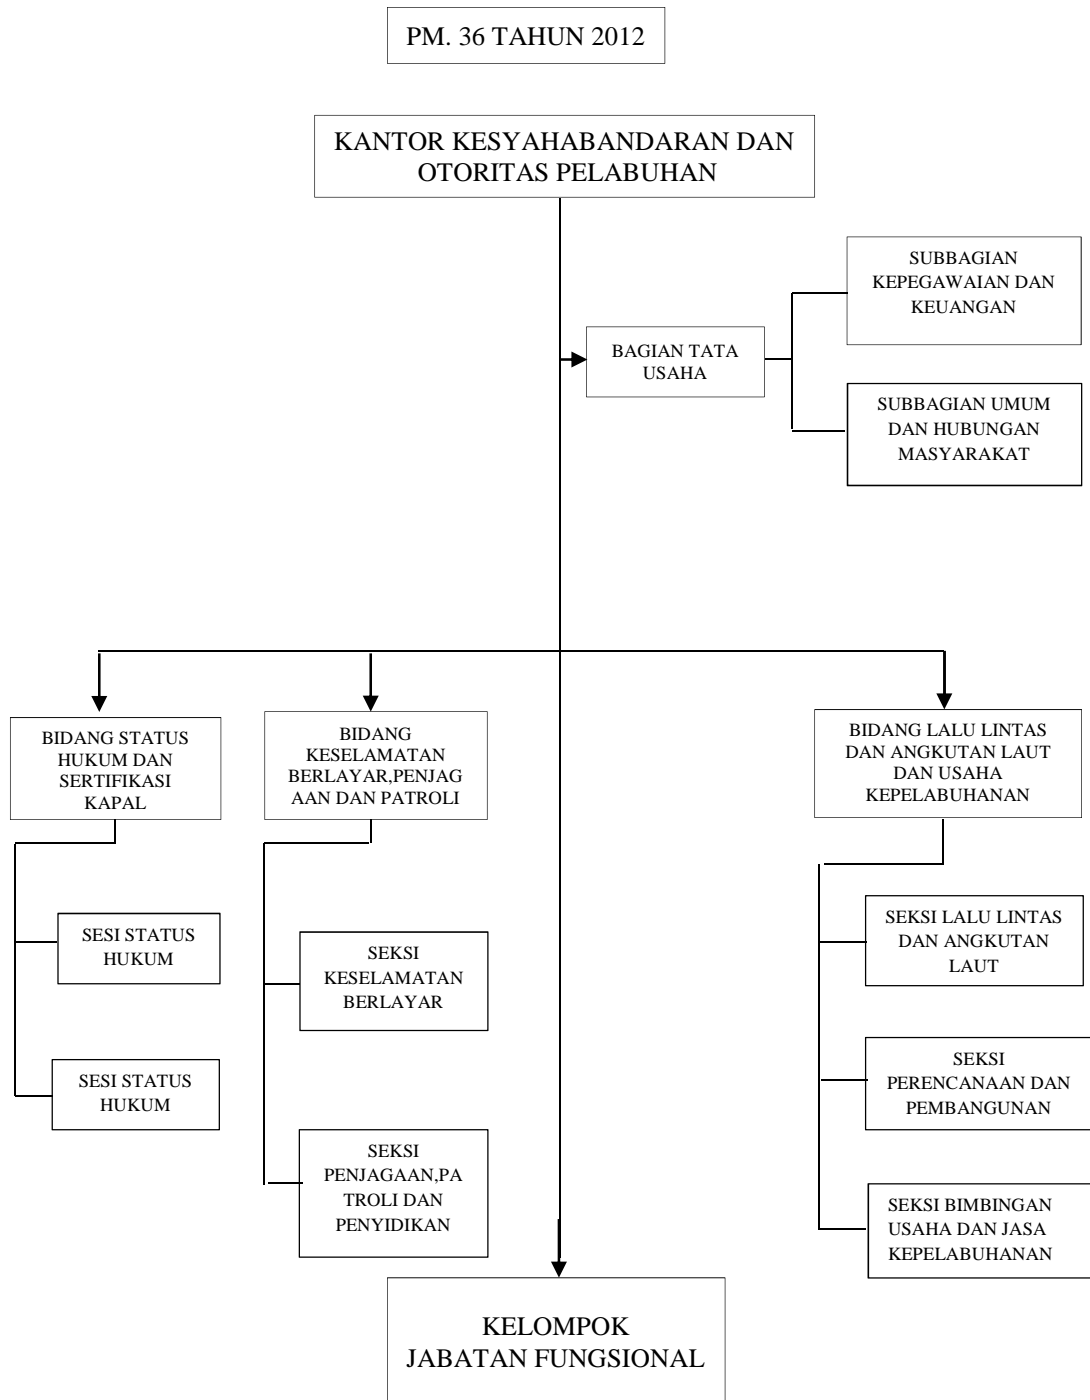 PM. 36 TAHUN 2012
KANTOR KESYAHABANDARAN DAN
OTORITAS PELABUHAN
SUBBAGIAN
KEPEGAWAIAN DAN
KEUANGAN
BAGIAN TATA
USAHA
SUBBAGIAN UMUM
DAN HUBUNGAN
MASYARAKAT
BIDANG STATUS
HUKUM DAN
SERTIFIKASI
KAPAL
BIDANG
KESELAMATAN
BERLAYAR,PENJAG
AAN DAN PATROLI
BIDANG LALU LINTAS
DAN ANGKUTAN LAUT
DAN USAHA
KEPELABUHANAN
SESI STATUS
HUKUM
SESI STATUS
HUKUM
SEKSI
KESELAMATAN
BERLAYAR
SEKSI
PENJAGAAN,PA
TROLI DAN
PENYIDIKAN
SEKSI LALU LINTAS
DAN ANGKUTAN
LAUT
SEKSI
PERENCANAAN DAN
PEMBANGUNAN
SEKSI BIMBINGAN
USAHA DAN JASA
KEPELABUHANAN
KELOMPOK
JABATAN FUNGSIONAL